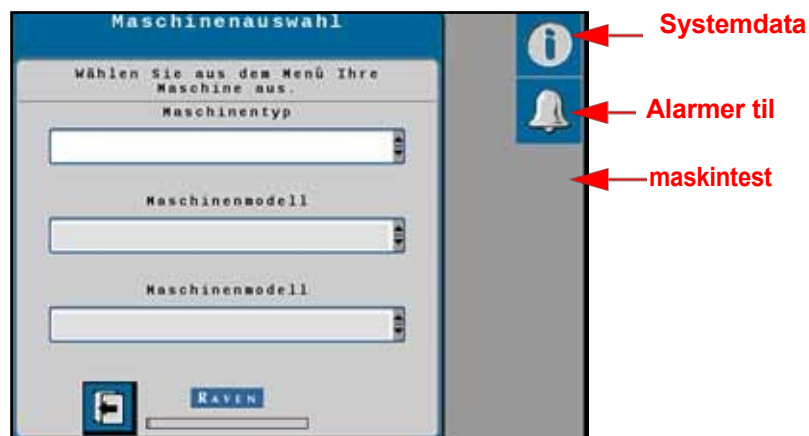 Maschinenauswahl
Wählen Sie aus dem Menü Ihre
Maschine aus.
Maschinentyp
Maschinenmodell
Maschinenmodell
RAVEN
Systemdata
Alarmer til
maskintest